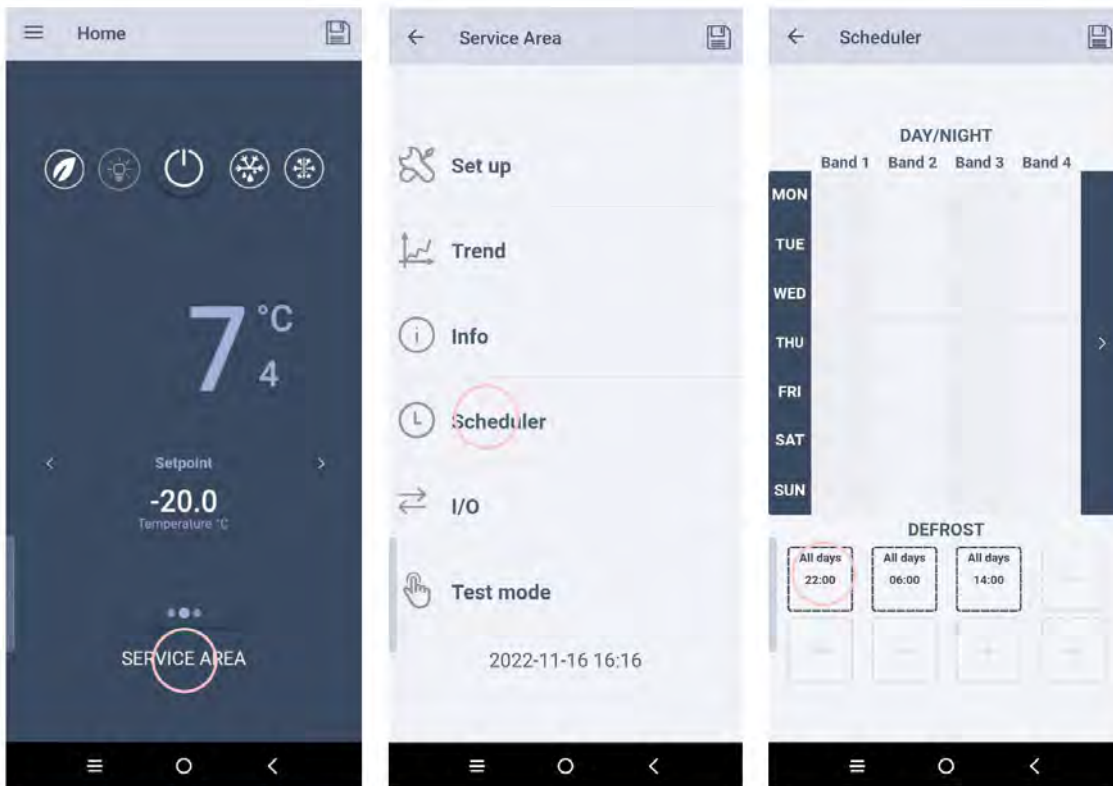 Home
7 °C
4
Setpoint
-20.0
Temperature °C
SERVICE AREA
Service Area
Set up
Trend
i Info
Scheduler
I/O
Test mode
2022-11-16 16:16
Scheduler
DAY/NIGHT
Band 1 Band 2 Band 3 Band 4
MON
TUE
WED
THU
FRI
SAT
SUN
DEFROST
All days All days All days
22:00 06:00 14:00